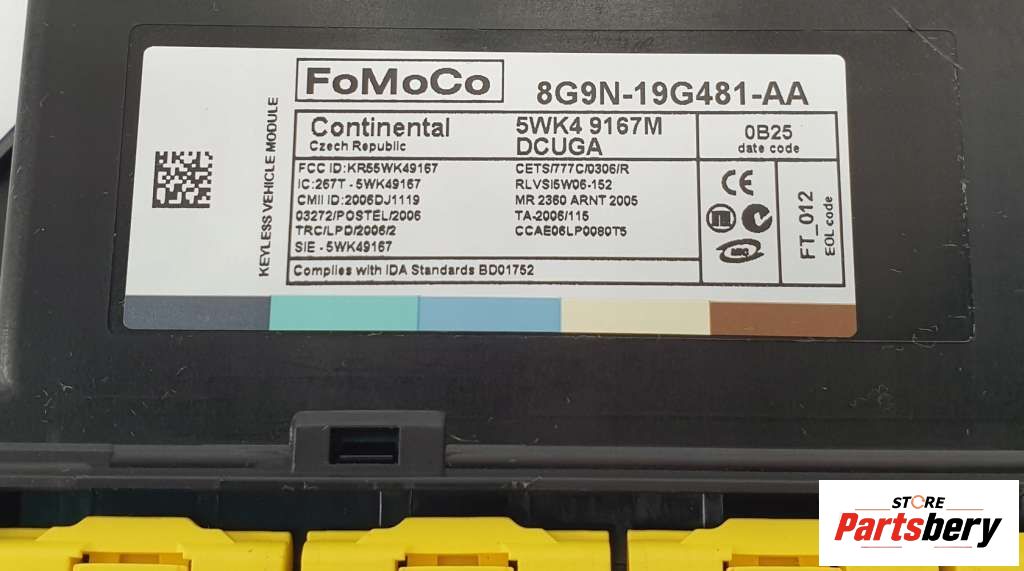 FoMoCo
8G9N-19G481-AA
KEYLESS VEHICLE MODULE
Continental
Czech Republic
5WK4 9167M
DCUGA
0B25
date code
FCC ID:KR55WK49167
IC:267T - 5WK49167
CMII ID:2006DJ1119
03272/POSTEL/2006
TRC/LPD/2006/2
SIE - 5WK49167
CETS/777C/0306/R
RLVSI5W06-152
MR 2360 ARNT 2005
TA-2006/115
CCAE06LP0080T5
CE
FT_012
EOL code
Complies with IDA Standards BD01752
STORE
Partsbery